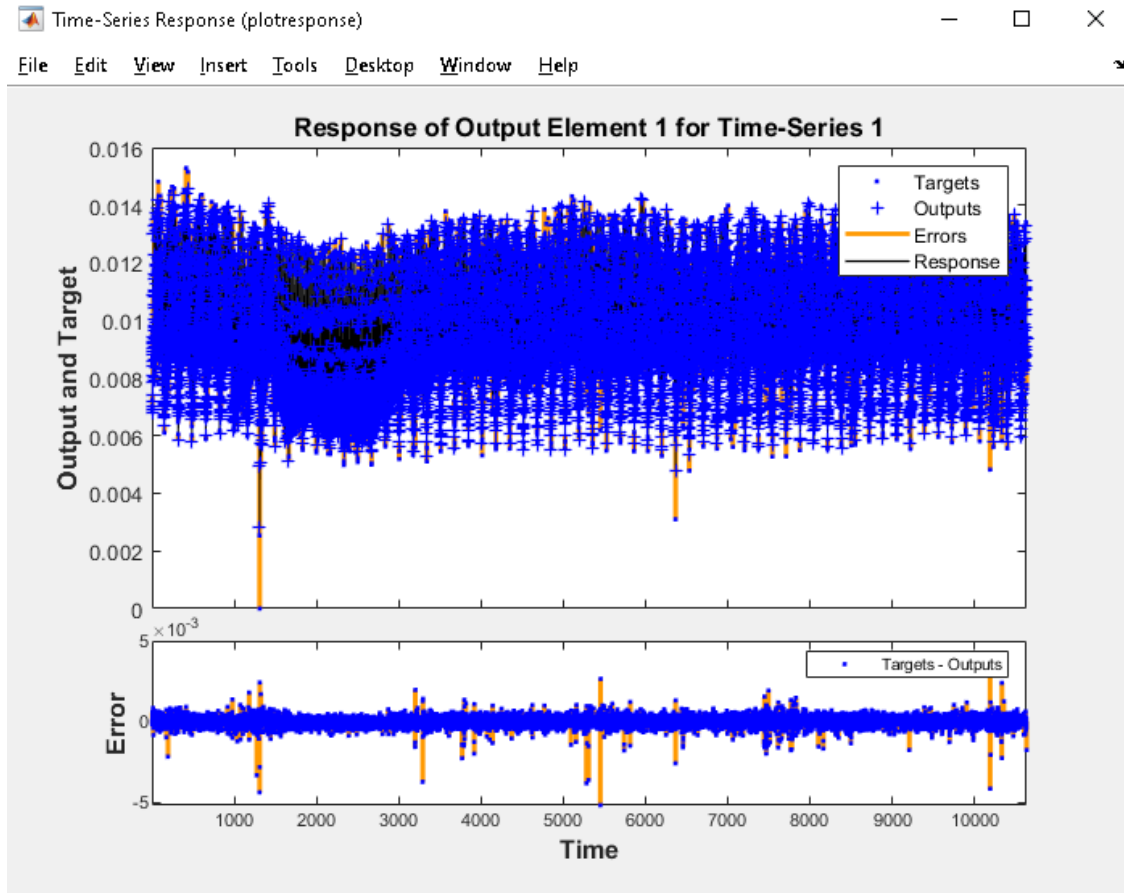 Time-Series Response (plotresponse)
File Edit View Insert Tools Desktop Window Help
Response of Output Element 1 for Time-Series 1
0.016
0.014
0.012
0.01
0.008
0.006
0.004
0.002
0
Output and Target
Targets
Outputs
Errors
Response
×10-3
5
0
-5
Error
Targets - Outputs
1000 2000 3000 4000 5000 6000 7000 8000 9000 10000
Time